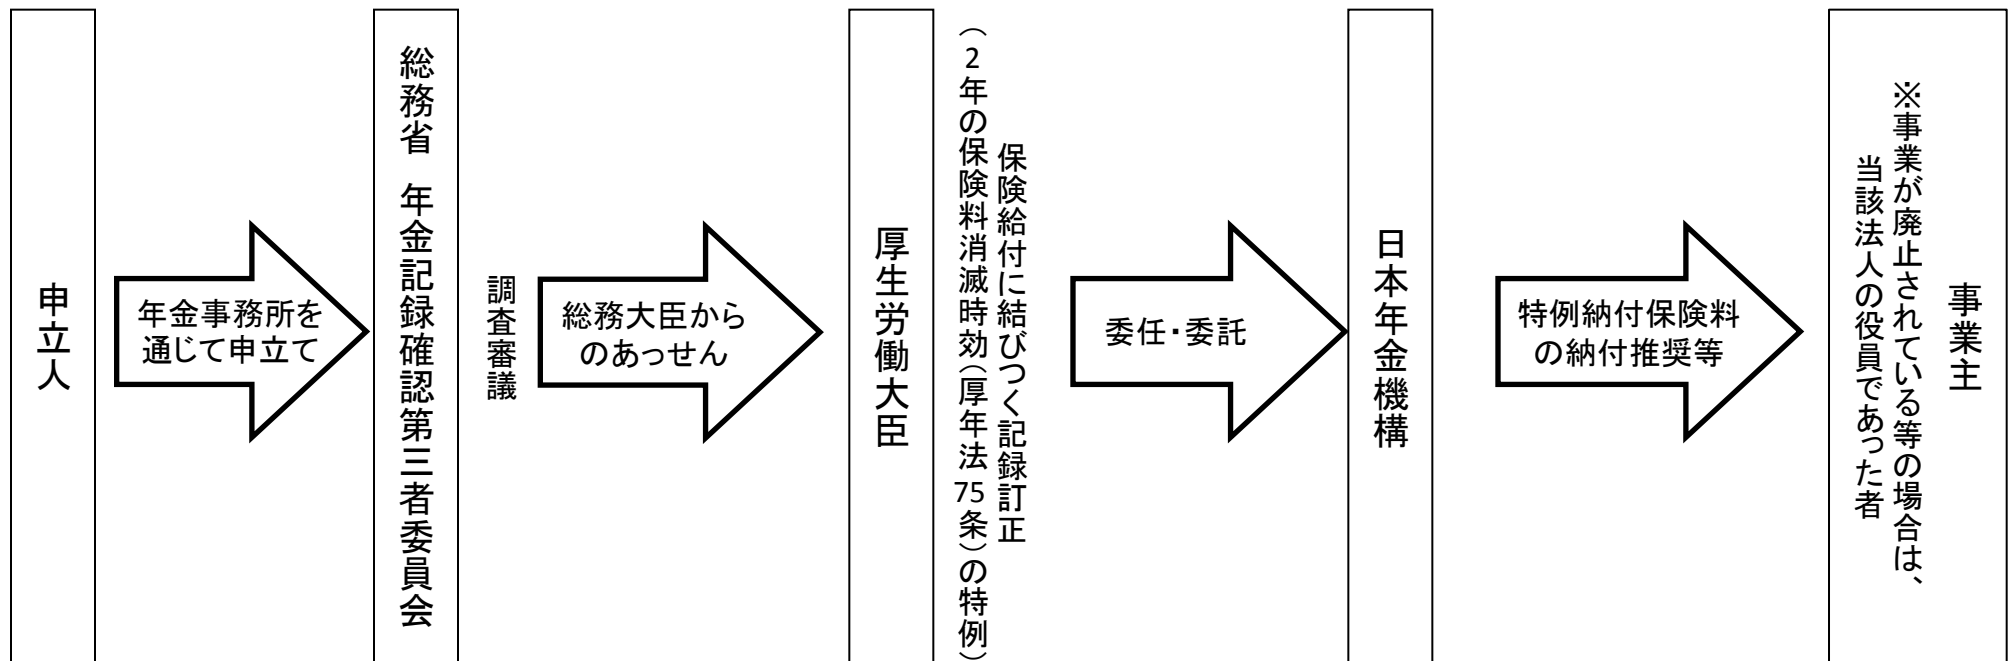 申立人
年金事務所を
通じて申立て
総務省 年金記録確認第三者委員会
調査審議
総務大臣から
のあっせん
厚生労働大臣
保険給付に結びつく記録訂正
（2年の保険料消滅時効（厚年法75条）の特例）
委任・委託
日本年金機構
特例納付保険料
の納付推奨等
事業主
※事業が廃止されている等の場合は、
当該法人の役員であった者